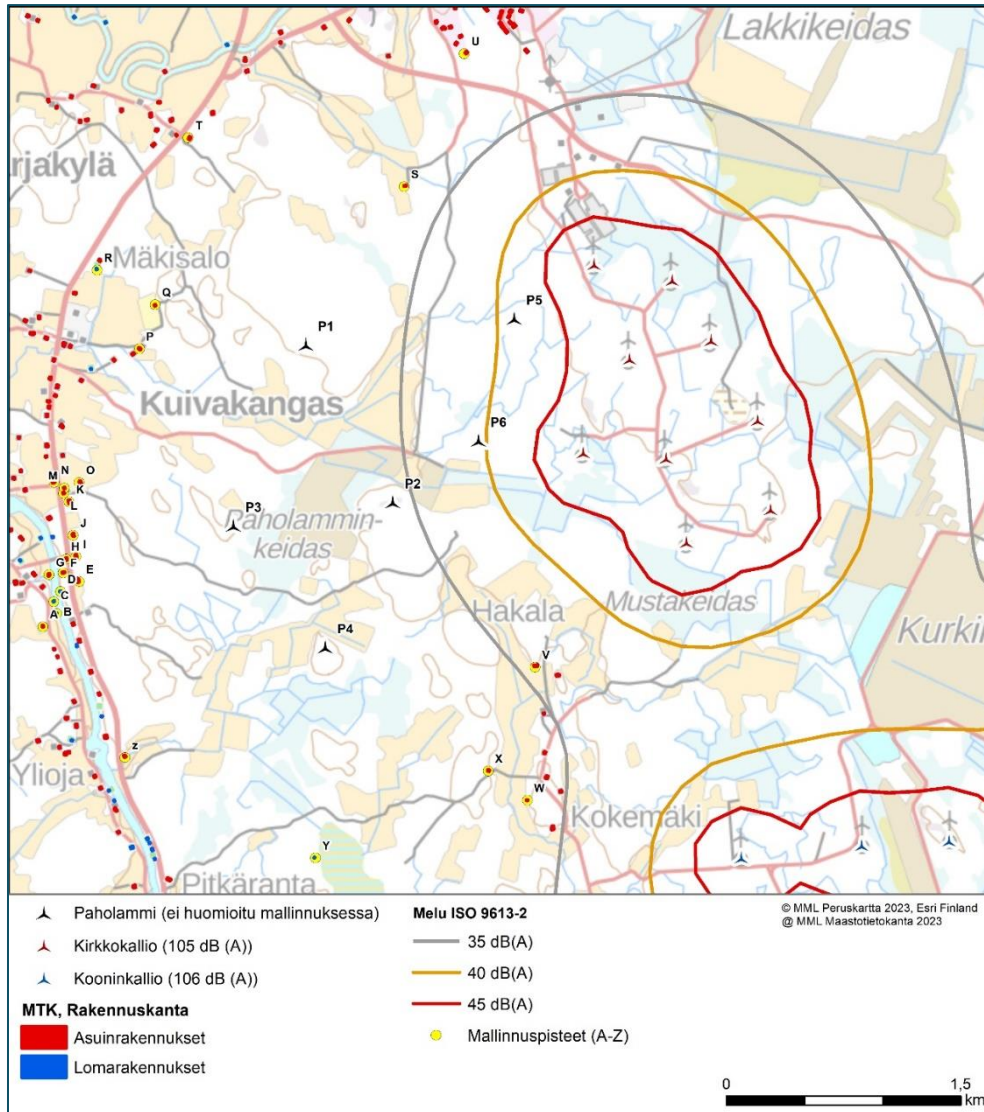 Lakkikeidas
U
T
arjakylä
S
R
Mäkisalo
Q
P
P1
P5
Kuivakangas
P6
M
N
O
K
L
P2
P3
Paholammin-
keidas
J
H
I
G
F
E
D
C
A
B
Hakala
Mustakeidas
Kurkin
P4
V
z
Ylioja
X
W
Kokemäki
Y
Pitkäranta
Paholammi (ei huomioitu mallinnuksessa)
Kirkkokallio (105 dB (A))
Kooninkallio (106 dB (A))
MTK, Rakennuskanta
Asuinrakennukset
Lomarakennukset
Melu ISO 9613-2
35 dB(A)
40 dB(A)
45 dB(A)
Mallinnuspisteet (A-Z)
© MML Peruskartta 2023, Esri Finland
@ MML Maastotietokanta 2023
0
1,5
km